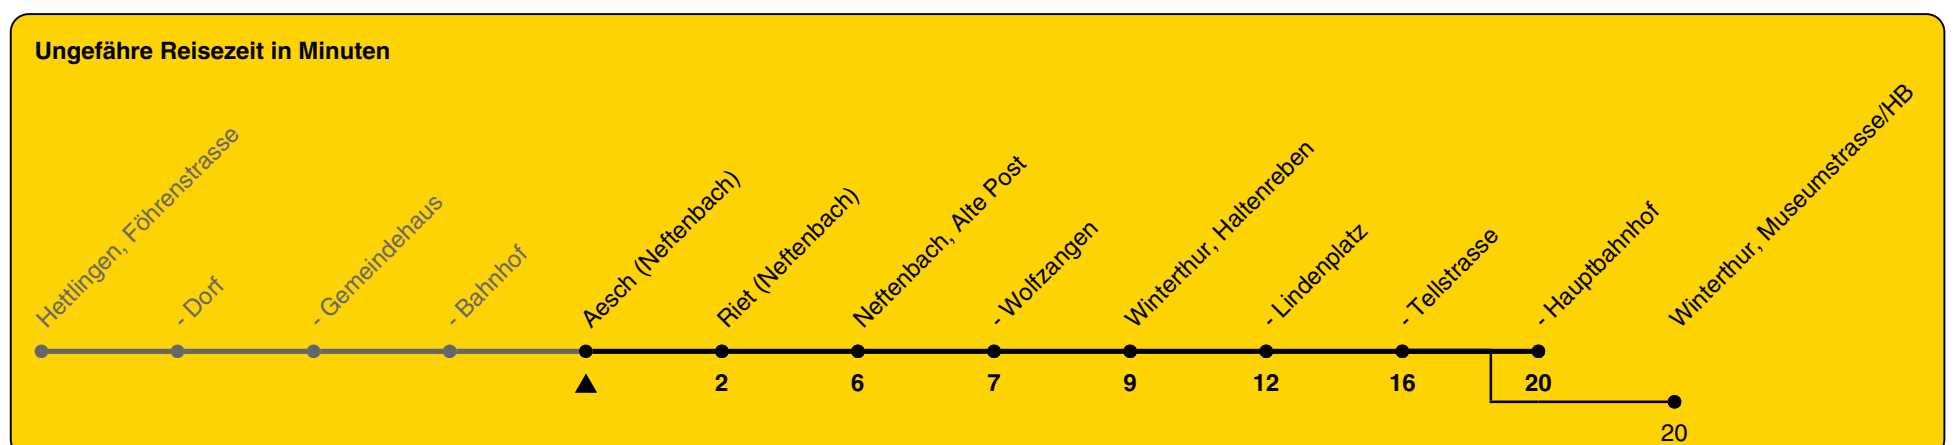 Ungefähre Reisezeit in Minuten
Hettlingen, Föhrenstrasse
- Dorf
- Gemeindehaus
- Bahnhof
Aesch (Neftenbach)
Riet (Neftenbach)
Neftenbach, Alte Post
- Wolfzangen
Winterthur, Haltenreben
- Lindenplatz
- Tellstrasse
- Hauptbahnhof
Winterthur, Museumstrasse/HB
2 6 7 9 12 16 20
20